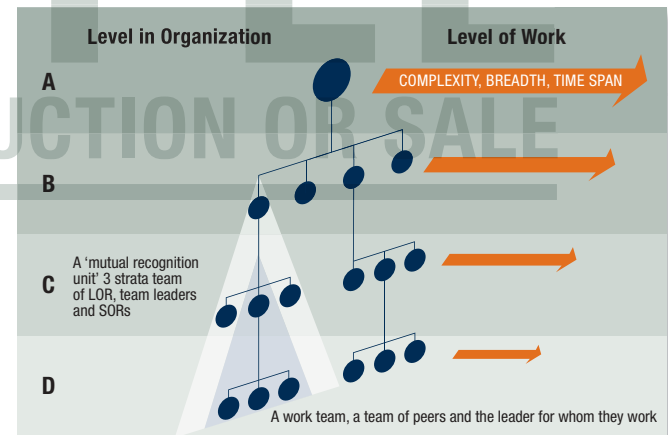 Level in Organization
Level of Work
A
COMPLEXITY, BREADTH, TIME SPAN
UCTION OR SALE
B
A ‘mutual recognition
unit’ 3 strata team
of LOR, team leaders
and SORs
C
D
A work team, a team of peers and the leader for whom they work